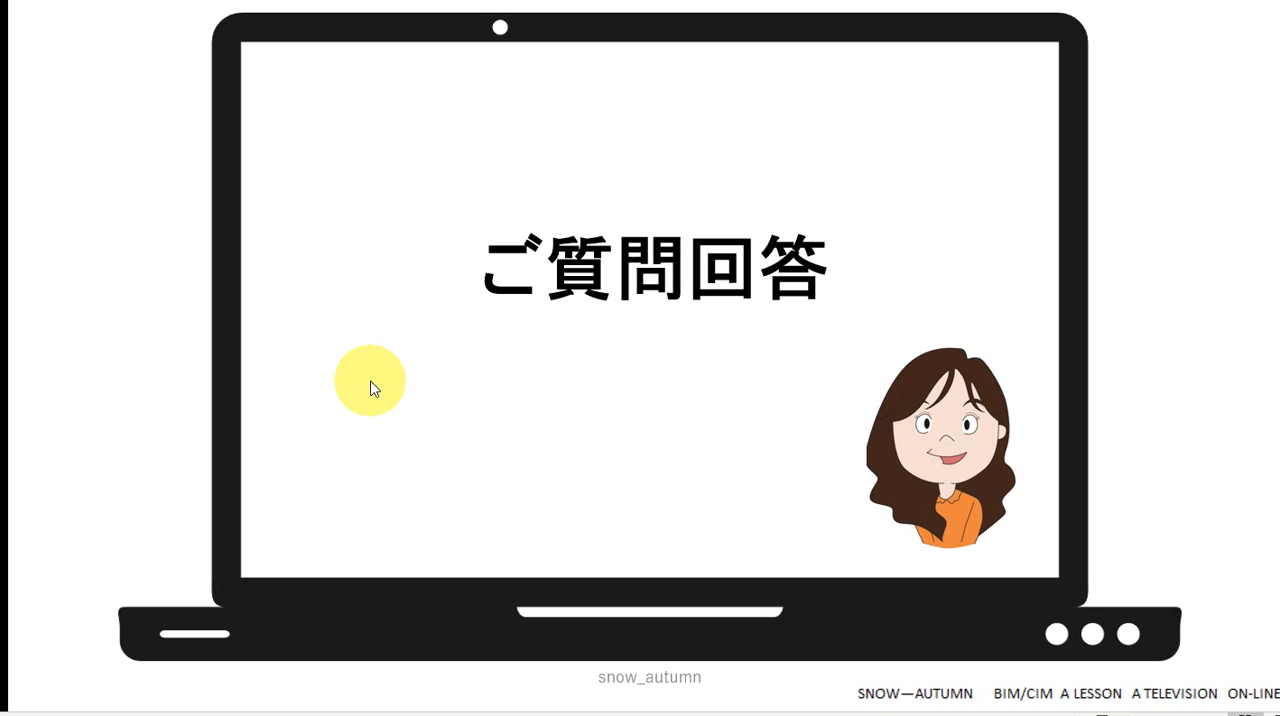 ご質問回答
snow_autumn
SNOW—AUTUMN BIM/CIM A LESSON A TELEVISION ON-LINE